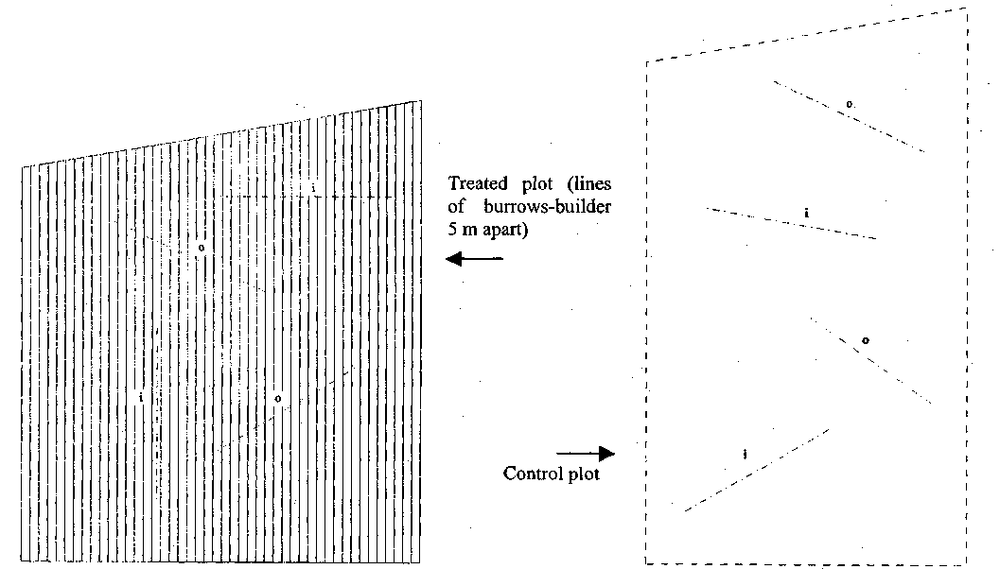 o
i
Treated plot (lines
of burrows-builder
5 m apart)
i
o
o
i
o
i
Control plot